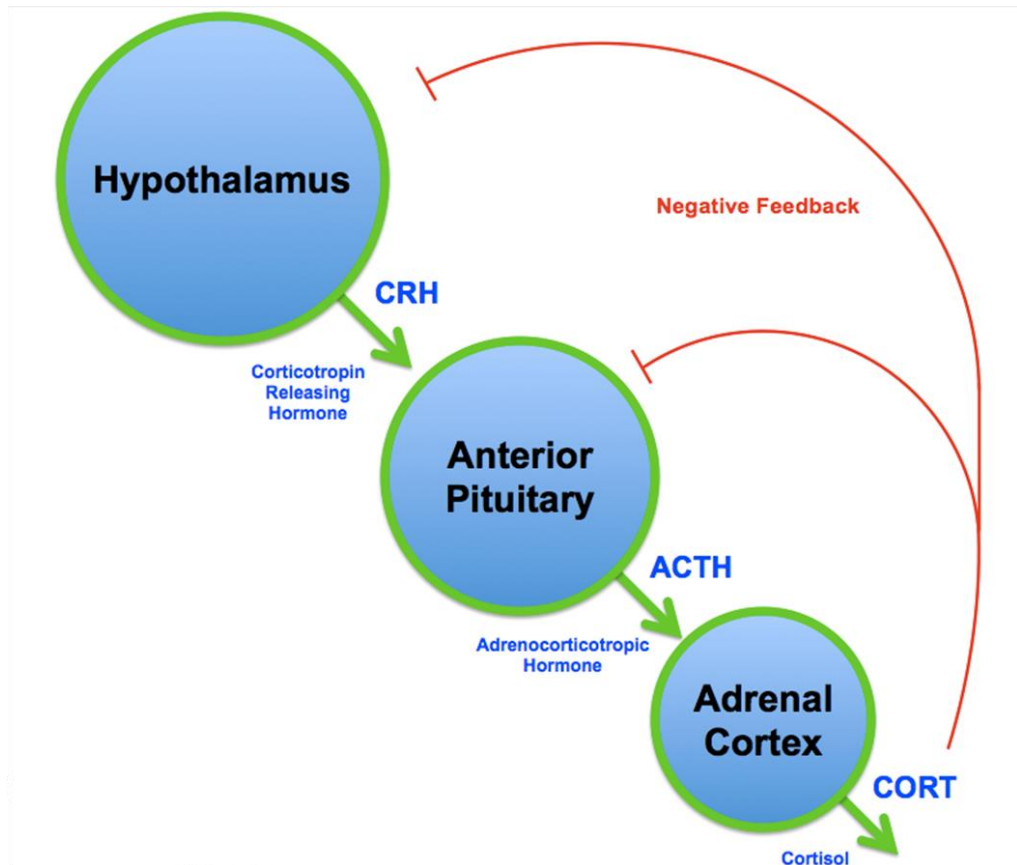 Hypothalamus
Negative Feedback
CRH
Corticotropin
Releasing
Hormone
Anterior
Pituitary
ACTH
Adrenocorticotropic
Hormone
Adrenal
Cortex
CORT
Cortisol